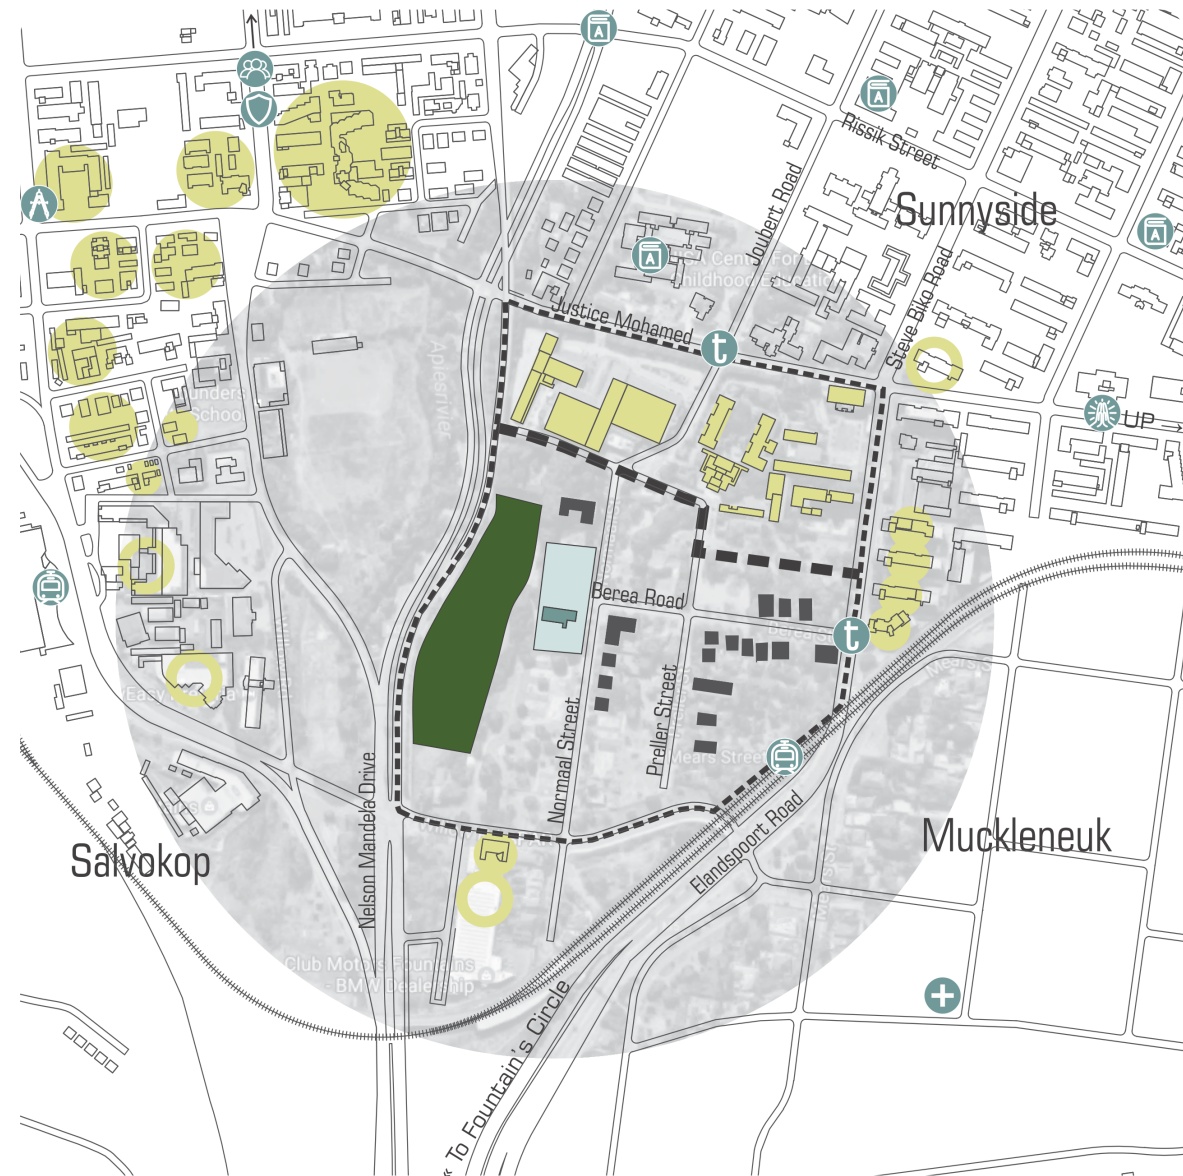 A
A
Rissik Street
Sunnyside
Joubert Road
A
A
Steve Biko Road
Justice Mohamed
t
Apiesrivier
UP
Berea Road
t
Mears Street
Preller Street
Normaal Street
Nelson Mandela Drive
Elandspoort Road
Muckleneuk
Salvokop
Club Motors Fountains
- BMW Dealership
« To Fountain's Circle